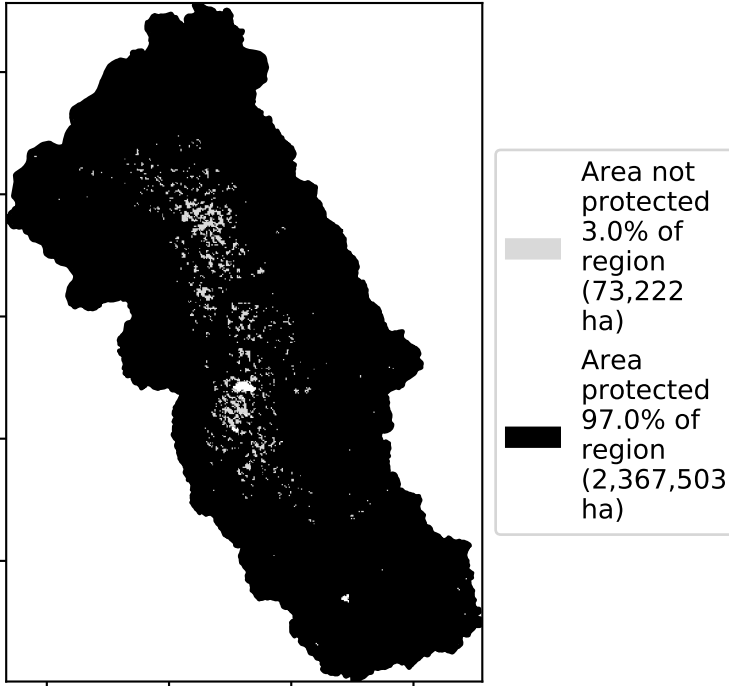 Area not
protected
3.0% of
region
(73,222
ha)
Area
protected
97.0% of
region
(2,367,503
ha)